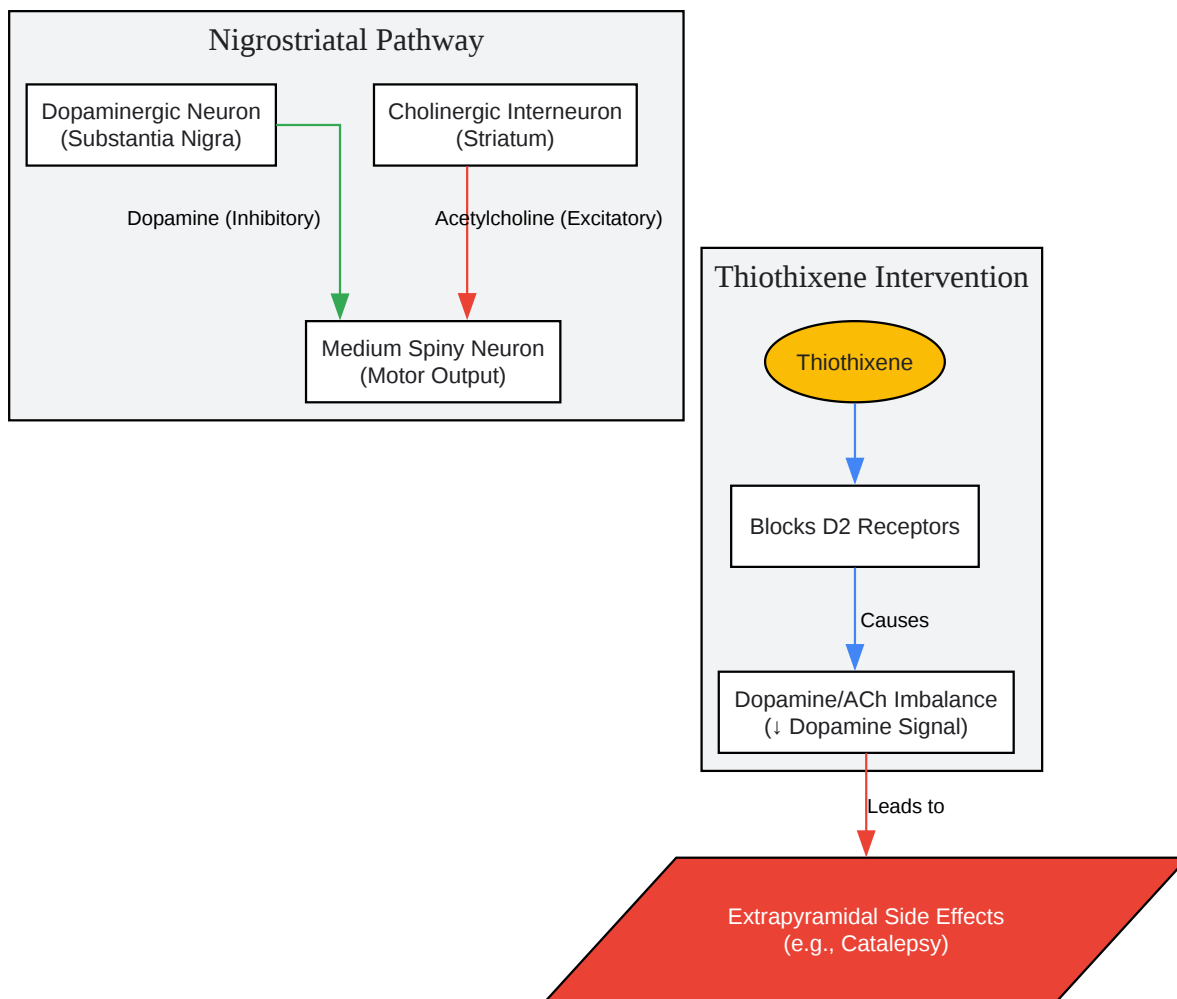 Nigrostriatal Pathway
Dopaminergic Neuron
(Substantia Nigra)
Cholinergic Interneuron
(Striatum)
Dopamine (Inhibitory)
Acetylcholine (Excitatory)
Medium Spiny Neuron
(Motor Output)
Thiothixene Intervention
Thiothixene
Blocks D2 Receptors
Causes
Dopamine/ACh Imbalance
(↓ Dopamine Signal)
Leads to
Extrapyramidal Side Effects
(e.g., Catalepsy)